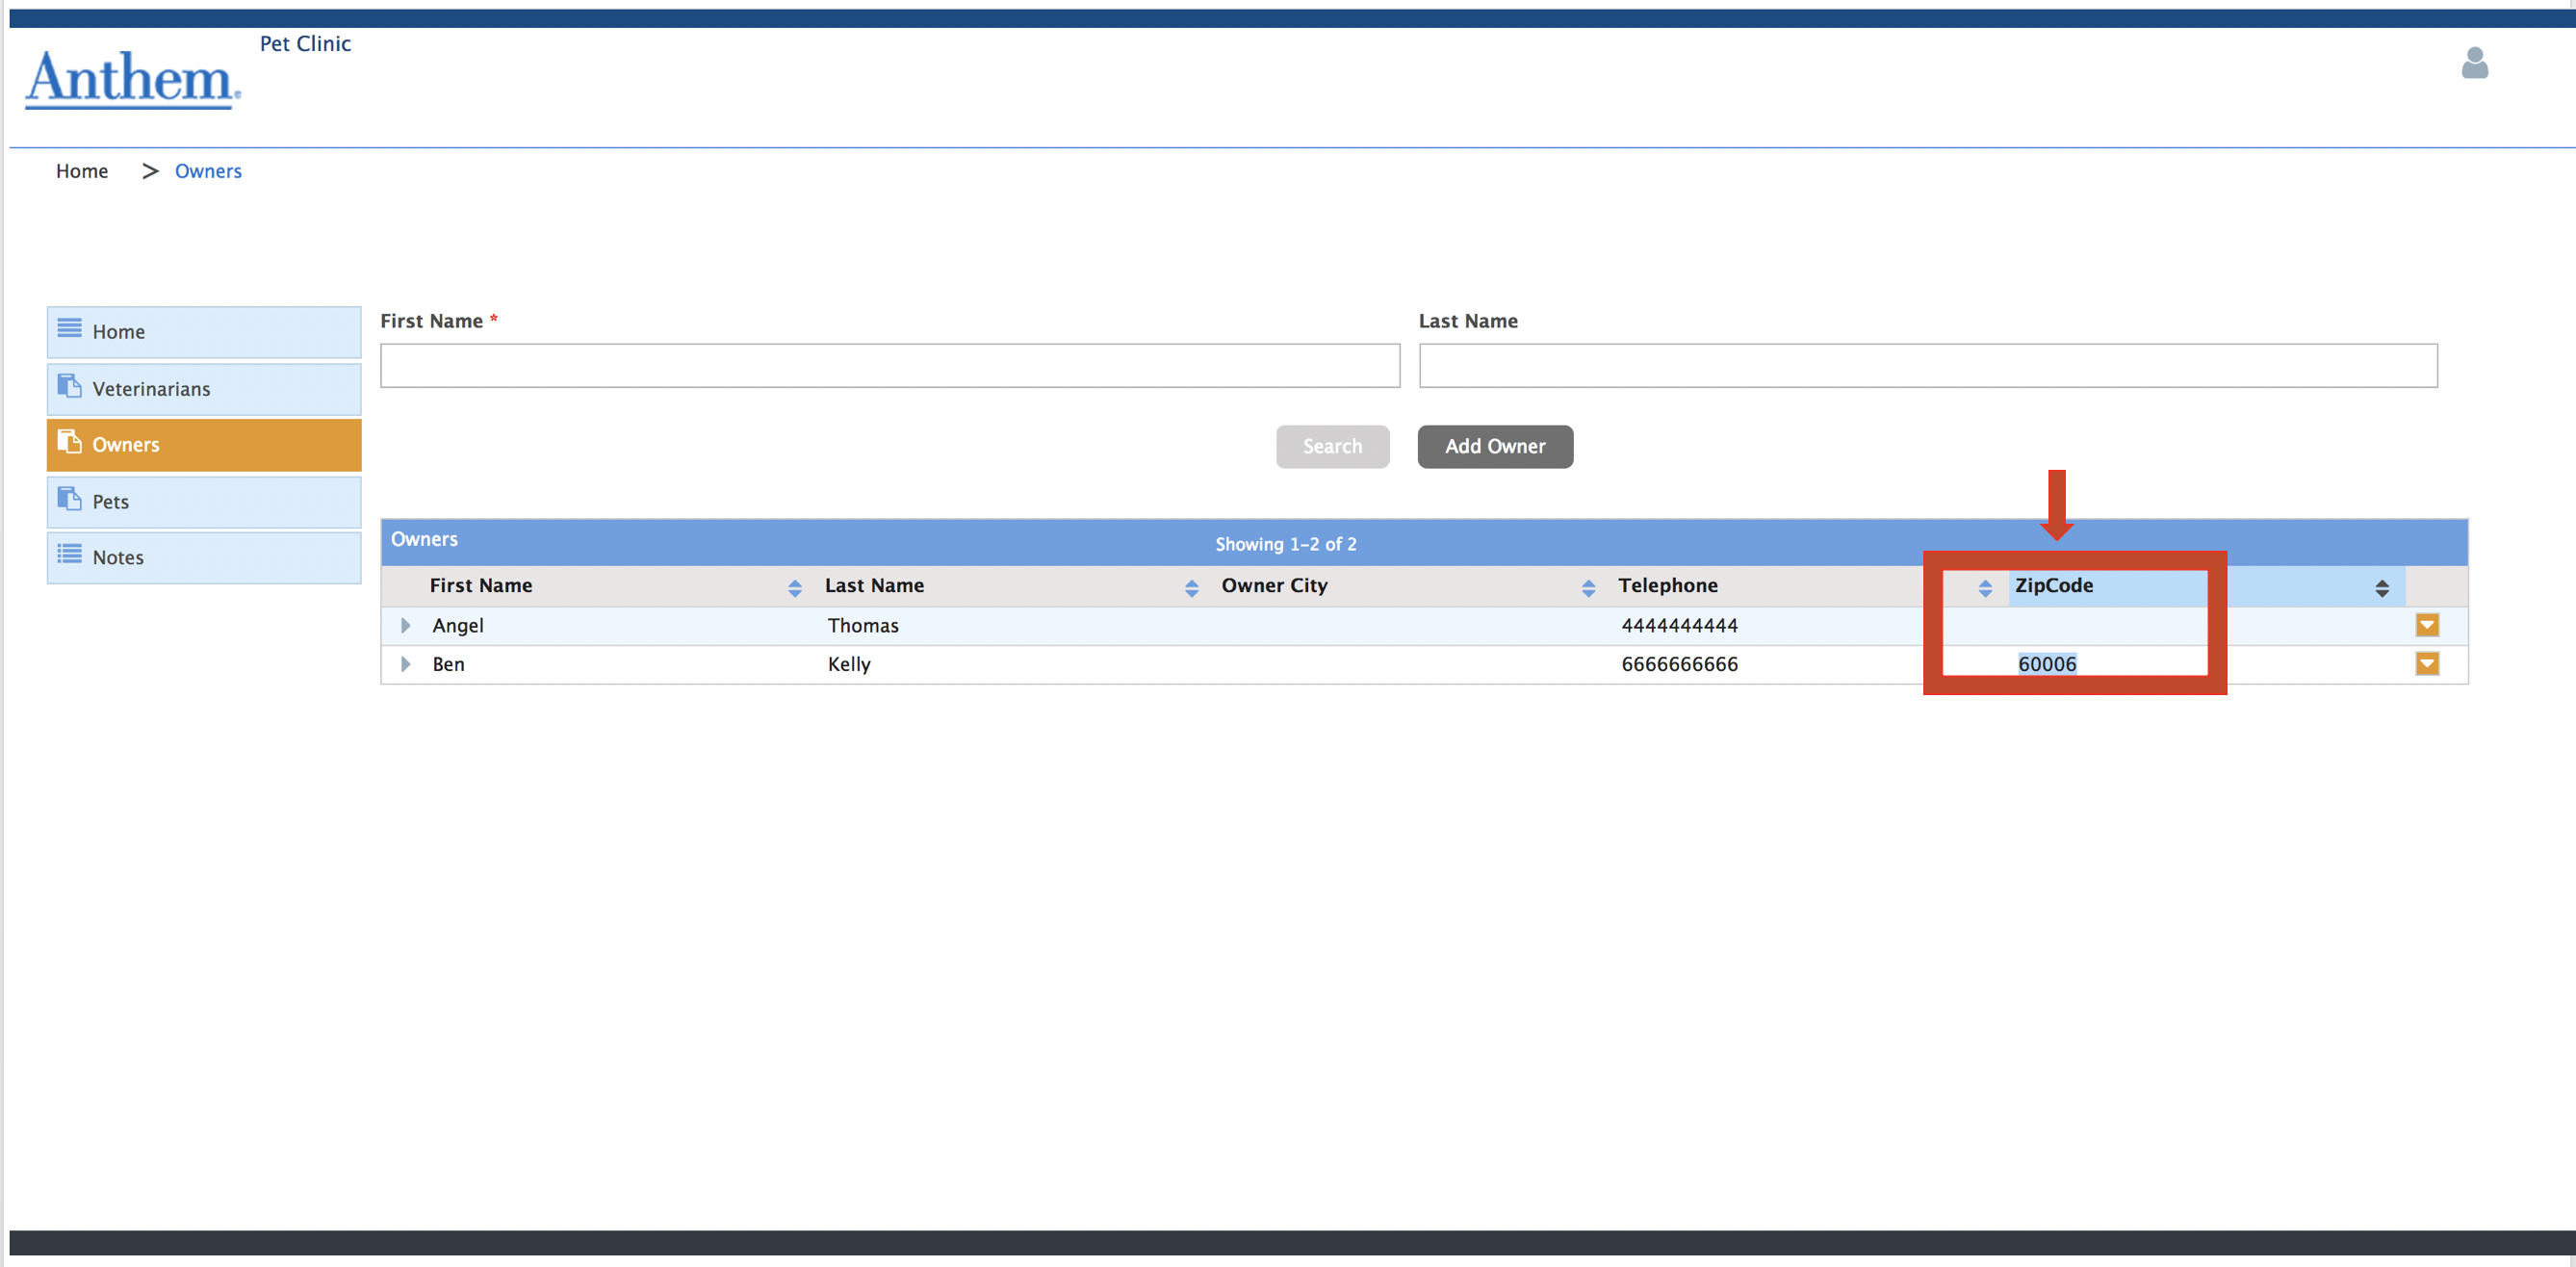 Pet Clinic
Anthem.
Home > Owners
Home
Veterinarians
Owners
Pets
Notes
First Name *
Last Name
Search
Add Owner
Owners
Showing 1-2 of 2
First Name Last Name Owner City Telephone ZipCode
Angel Thomas 4444444444
Ben Kelly 6666666666 60006